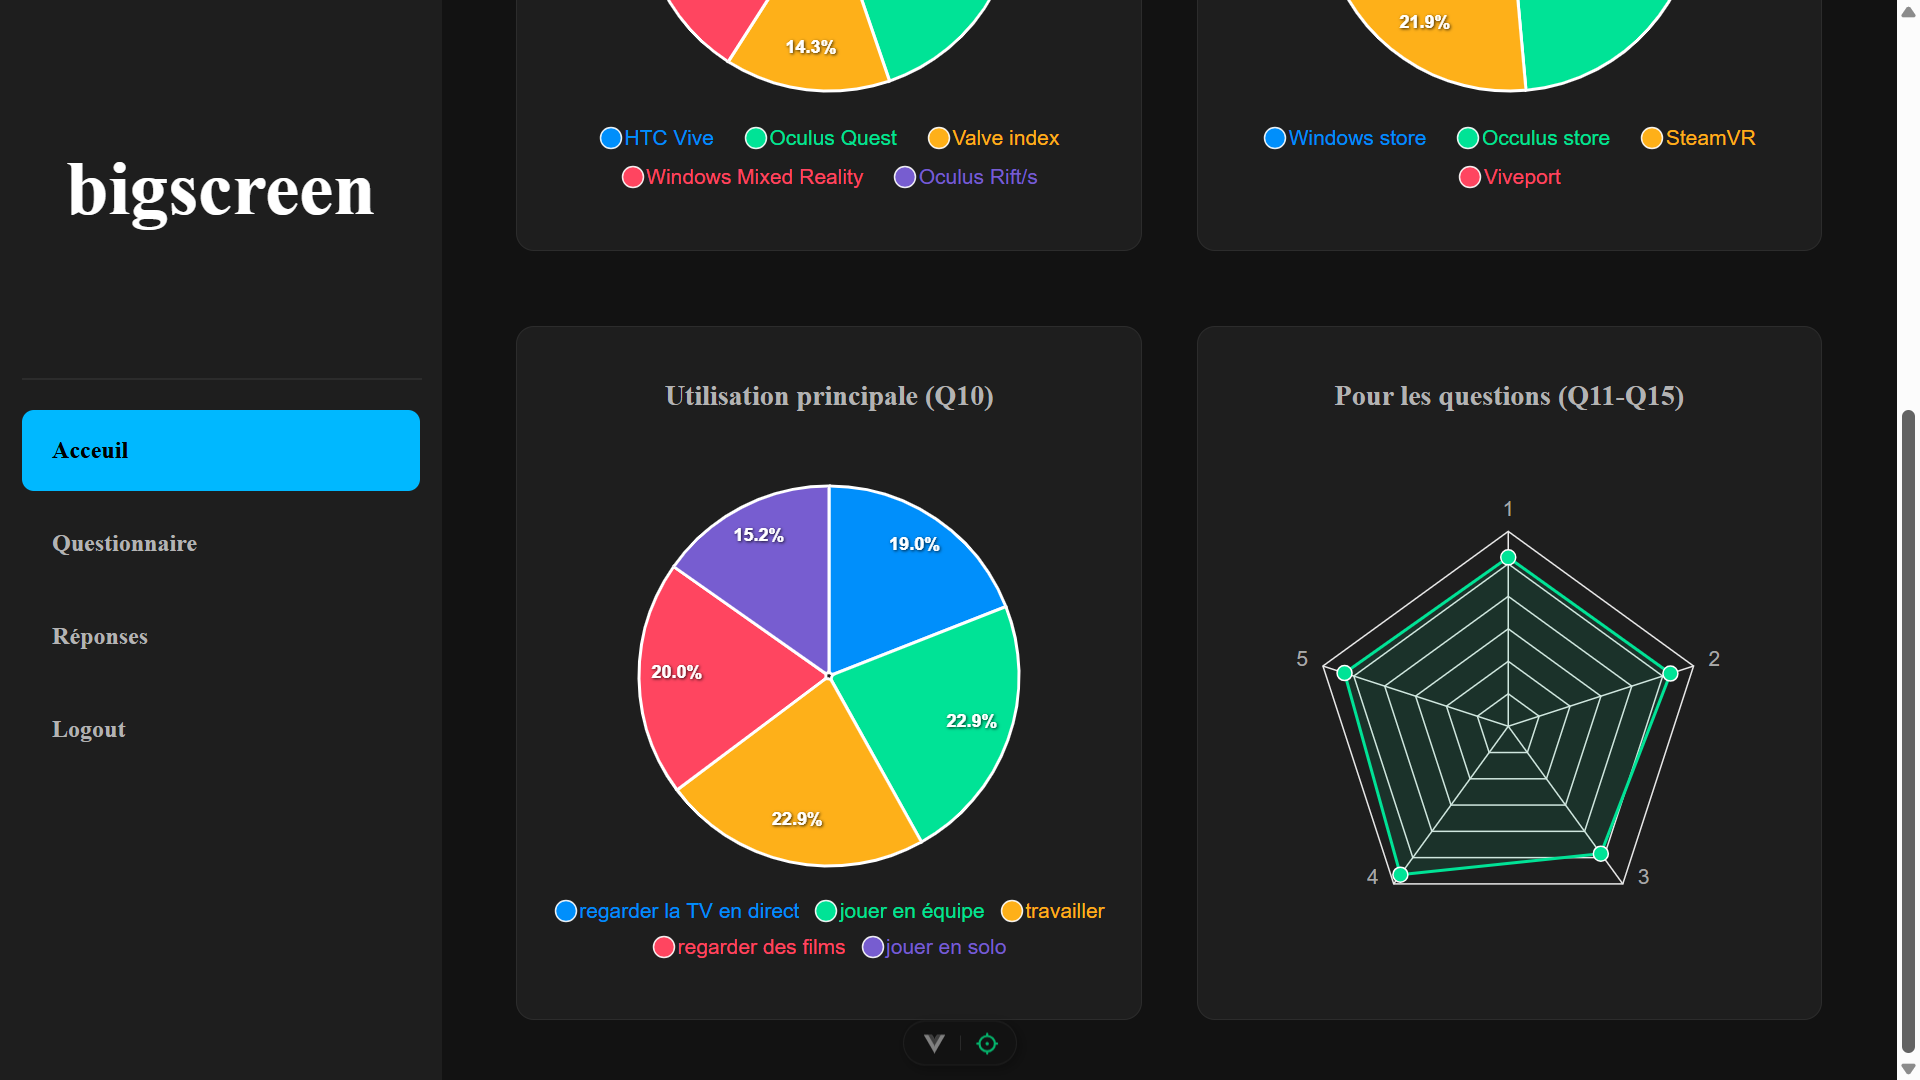 bigscreen
Acceuil
Questionnaire
Réponses
Logout
14.3%
HTC Vive Oculus Quest Valve index
Windows Mixed Reality Oculus Rift/s
21.9%
Windows store Occulus store SteamVR
Viveport
Utilisation principale (Q10)
15.2% 19.0%
20.0%
22.9%
22.9%
regarder la TV en direct jouer en équipe travailler
regarder des films jouer en solo
Pour les questions (Q11-Q15)
1
5 2
4 3